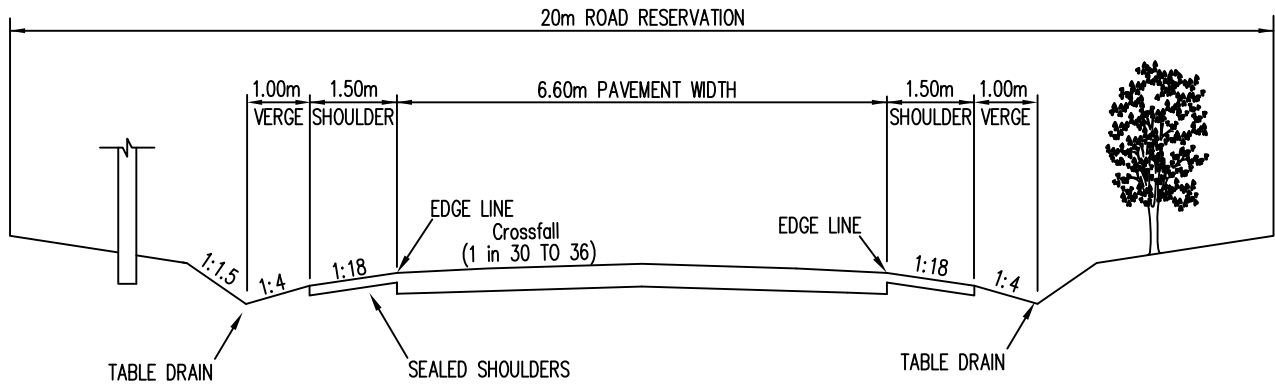 20m ROAD RESERVATION
1.00m
VERGE
1.50m
SHOULDER
6.60m PAVEMENT WIDTH
1.50m
SHOULDER
1.00m
VERGE
EDGE LINE
Crossfall
(1 in 30 TO 36)
EDGE LINE
1:1.5
1:4
1:18
1:18
1:4
TABLE DRAIN
SEALED SHOULDERS
TABLE DRAIN